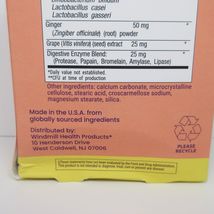 Lactobacillus casei
Lactobacillus gasseri
Ginger 50 mg *
(Zingiber officinale) (root) powder
Grape (Vitis vinifera) (seed) extract 25 mg *
Digestive Enzyme Blend: 25 mg *
(Protease, Papain, Bromelain, Amylase, Lipase)
*Daily value not established
**CFU at time of production
Other ingredients: calcium carbonate, microcrystalline
cellulose, stearic acid, croscarmellose sodium,
magnesium stearate, silica.
Made in the U.S.A. from
globally sourced ingredients
Distributed by:
Windmill Health Products®
10 Henderson Drive
West Caldwell, NJ 07006
PLEASE
RECYCLE